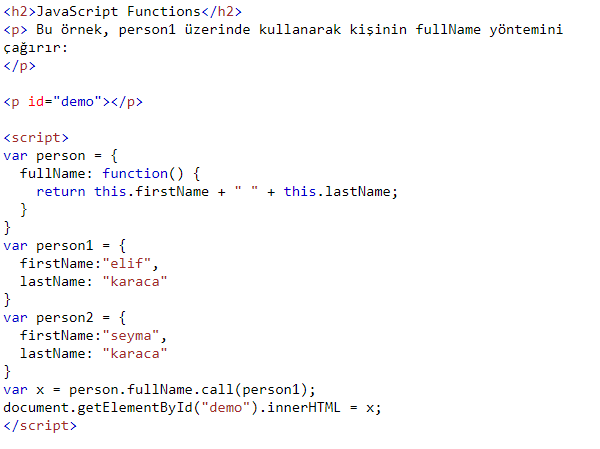 <h2>JavaScript Functions</h2>
<p> Bu örnek, person1 üzerinde kullanarak kişinin fullName yöntemini
çağırır:
</p>
<p id="demo"></p>
<script>
var person = {
  fullName: function() {
    return this.firstName + " " + this.lastName;
  }
}
var person1 = {
  firstName:"elif",
  lastName: "karaca"
}
var person2 = {
  firstName:"seyma",
  lastName: "karaca"
}
var x = person.fullName.call(person1);
document.getElementById("demo").innerHTML = x;
</script>